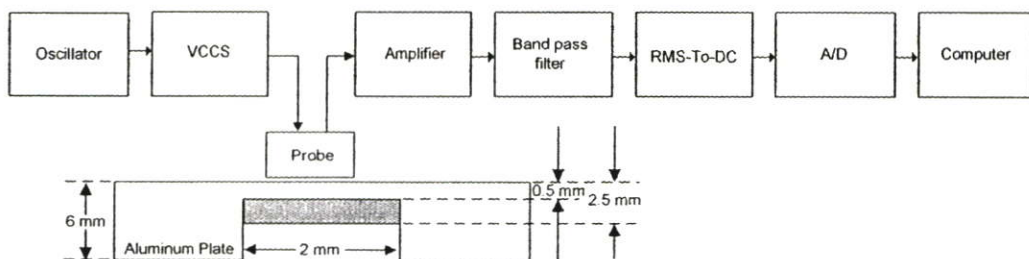 Oscillator
VCCS
Amplifier
Band pass
filter
RMS-To-DC
A/D
Computer
Probe
0.5 mm
2.5 mm
6 mm
Aluminum Plate
2 mm